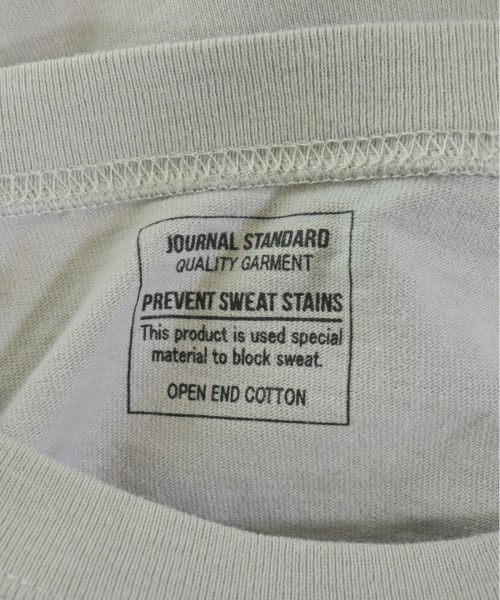 JOURNAL STANDARD
QUALITY GARMENT
PREVENT SWEAT STAINS
This product is used special
material to block sweat.
OPEN END COTTON